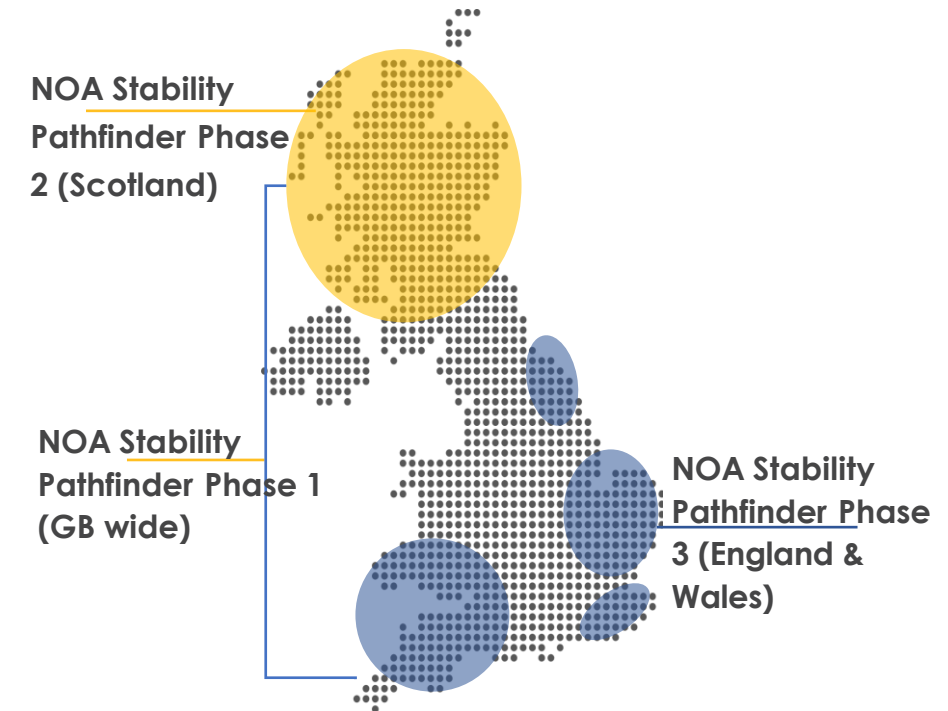 NOA Stability
Pathfinder Phase
2 (Scotland)
NOA Stability
Pathfinder Phase 1
(GB wide)
NOA Stability
Pathfinder Phase
3 (England &
Wales)